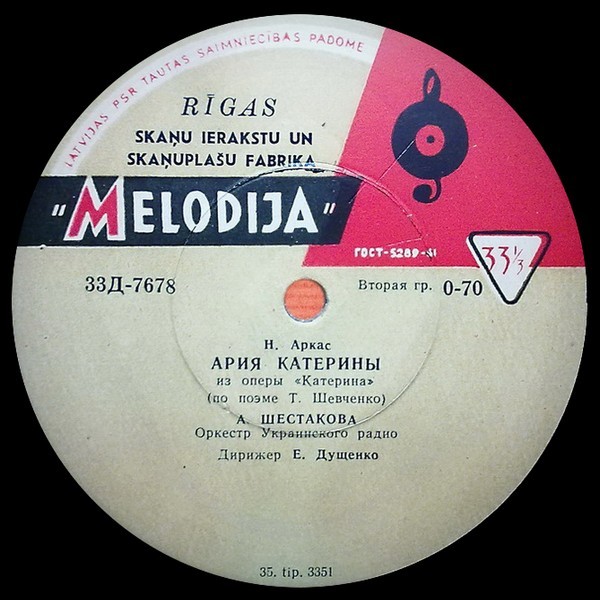 LATVIJAS PSR TAUTAS SAIMNIECĪBAS PADOME
RĪGAS
SKAŅU IERAKSTU UN
SKAŅUPLAŠU FABRIKA
"MELODIJA"
ГОСТ-5289-61
33⅓
33Д-7678
Вторая гр. 0-70
Н. Аркас
АРИЯ КАТЕРИНЫ
из оперы «Катерина»
(по поэме Т. Шевченко)
А. ШЕСТАКОВА
Оркестр Украинского радио
Дирижер Е. Дущенко
35. tip. 3351